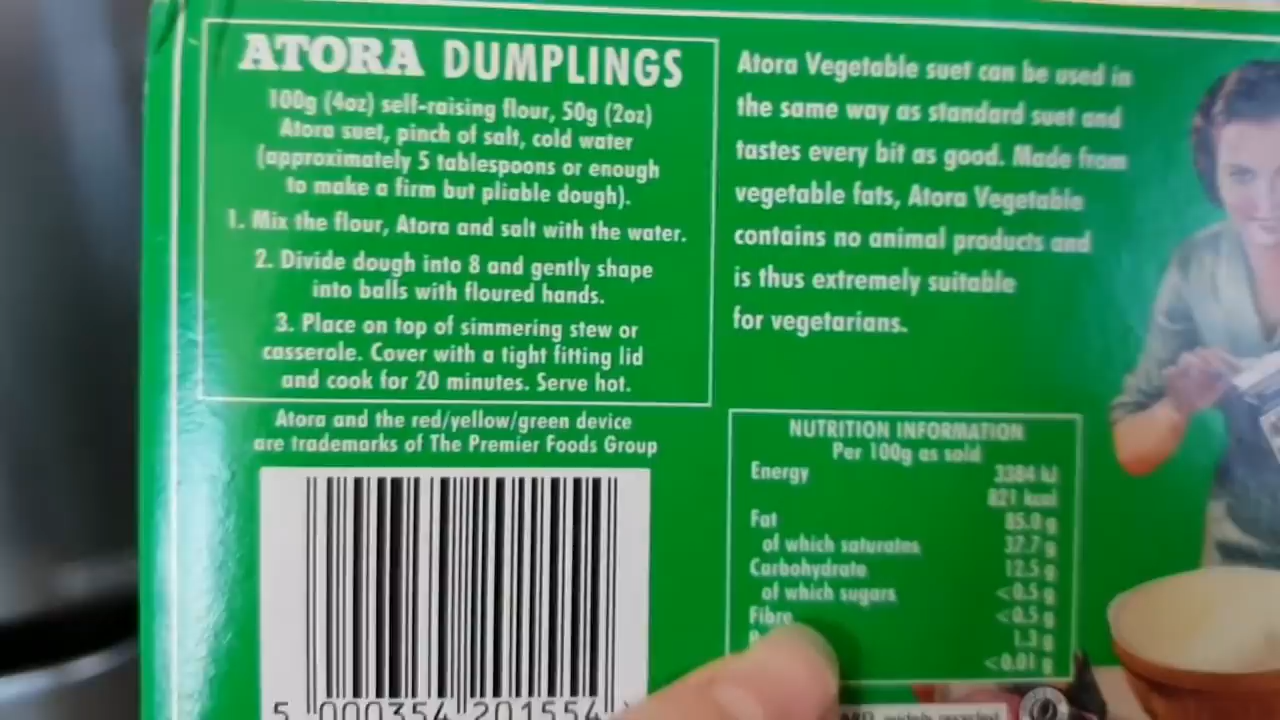 ATORA DUMPLINGS
100g (4oz) self-raising flour, 50g (2oz)
Atora suet, pinch of salt, cold water
(approximately 5 tablespoons or enough
to make a firm but pliable dough).
1. Mix the flour, Atora and salt with the water.
2. Divide dough into 8 and gently shape
into balls with floured hands.
3. Place on top of simmering stew or
casserole. Cover with a tight fitting lid
and cook for 20 minutes. Serve hot.
Atora and the red/yellow/green device
are trademarks of The Premier Foods Group
5 000354 201554
Atora Vegetable suet can be used in
the same way as standard suet and
tastes every bit as good. Made from
vegetable fats, Atora Vegetable
contains no animal products and
is thus extremely suitable
for vegetarians.
NUTRITION INFORMATION
Per 100g as sold
Energy 3384 kJ
821 kcal
Fat 85.0 g
of which saturates 37.7 g
Carbohydrate 12.5 g
of which sugars <0.5 g
Fibre <0.5 g
1.3 g
<0.01 g
widely recycled